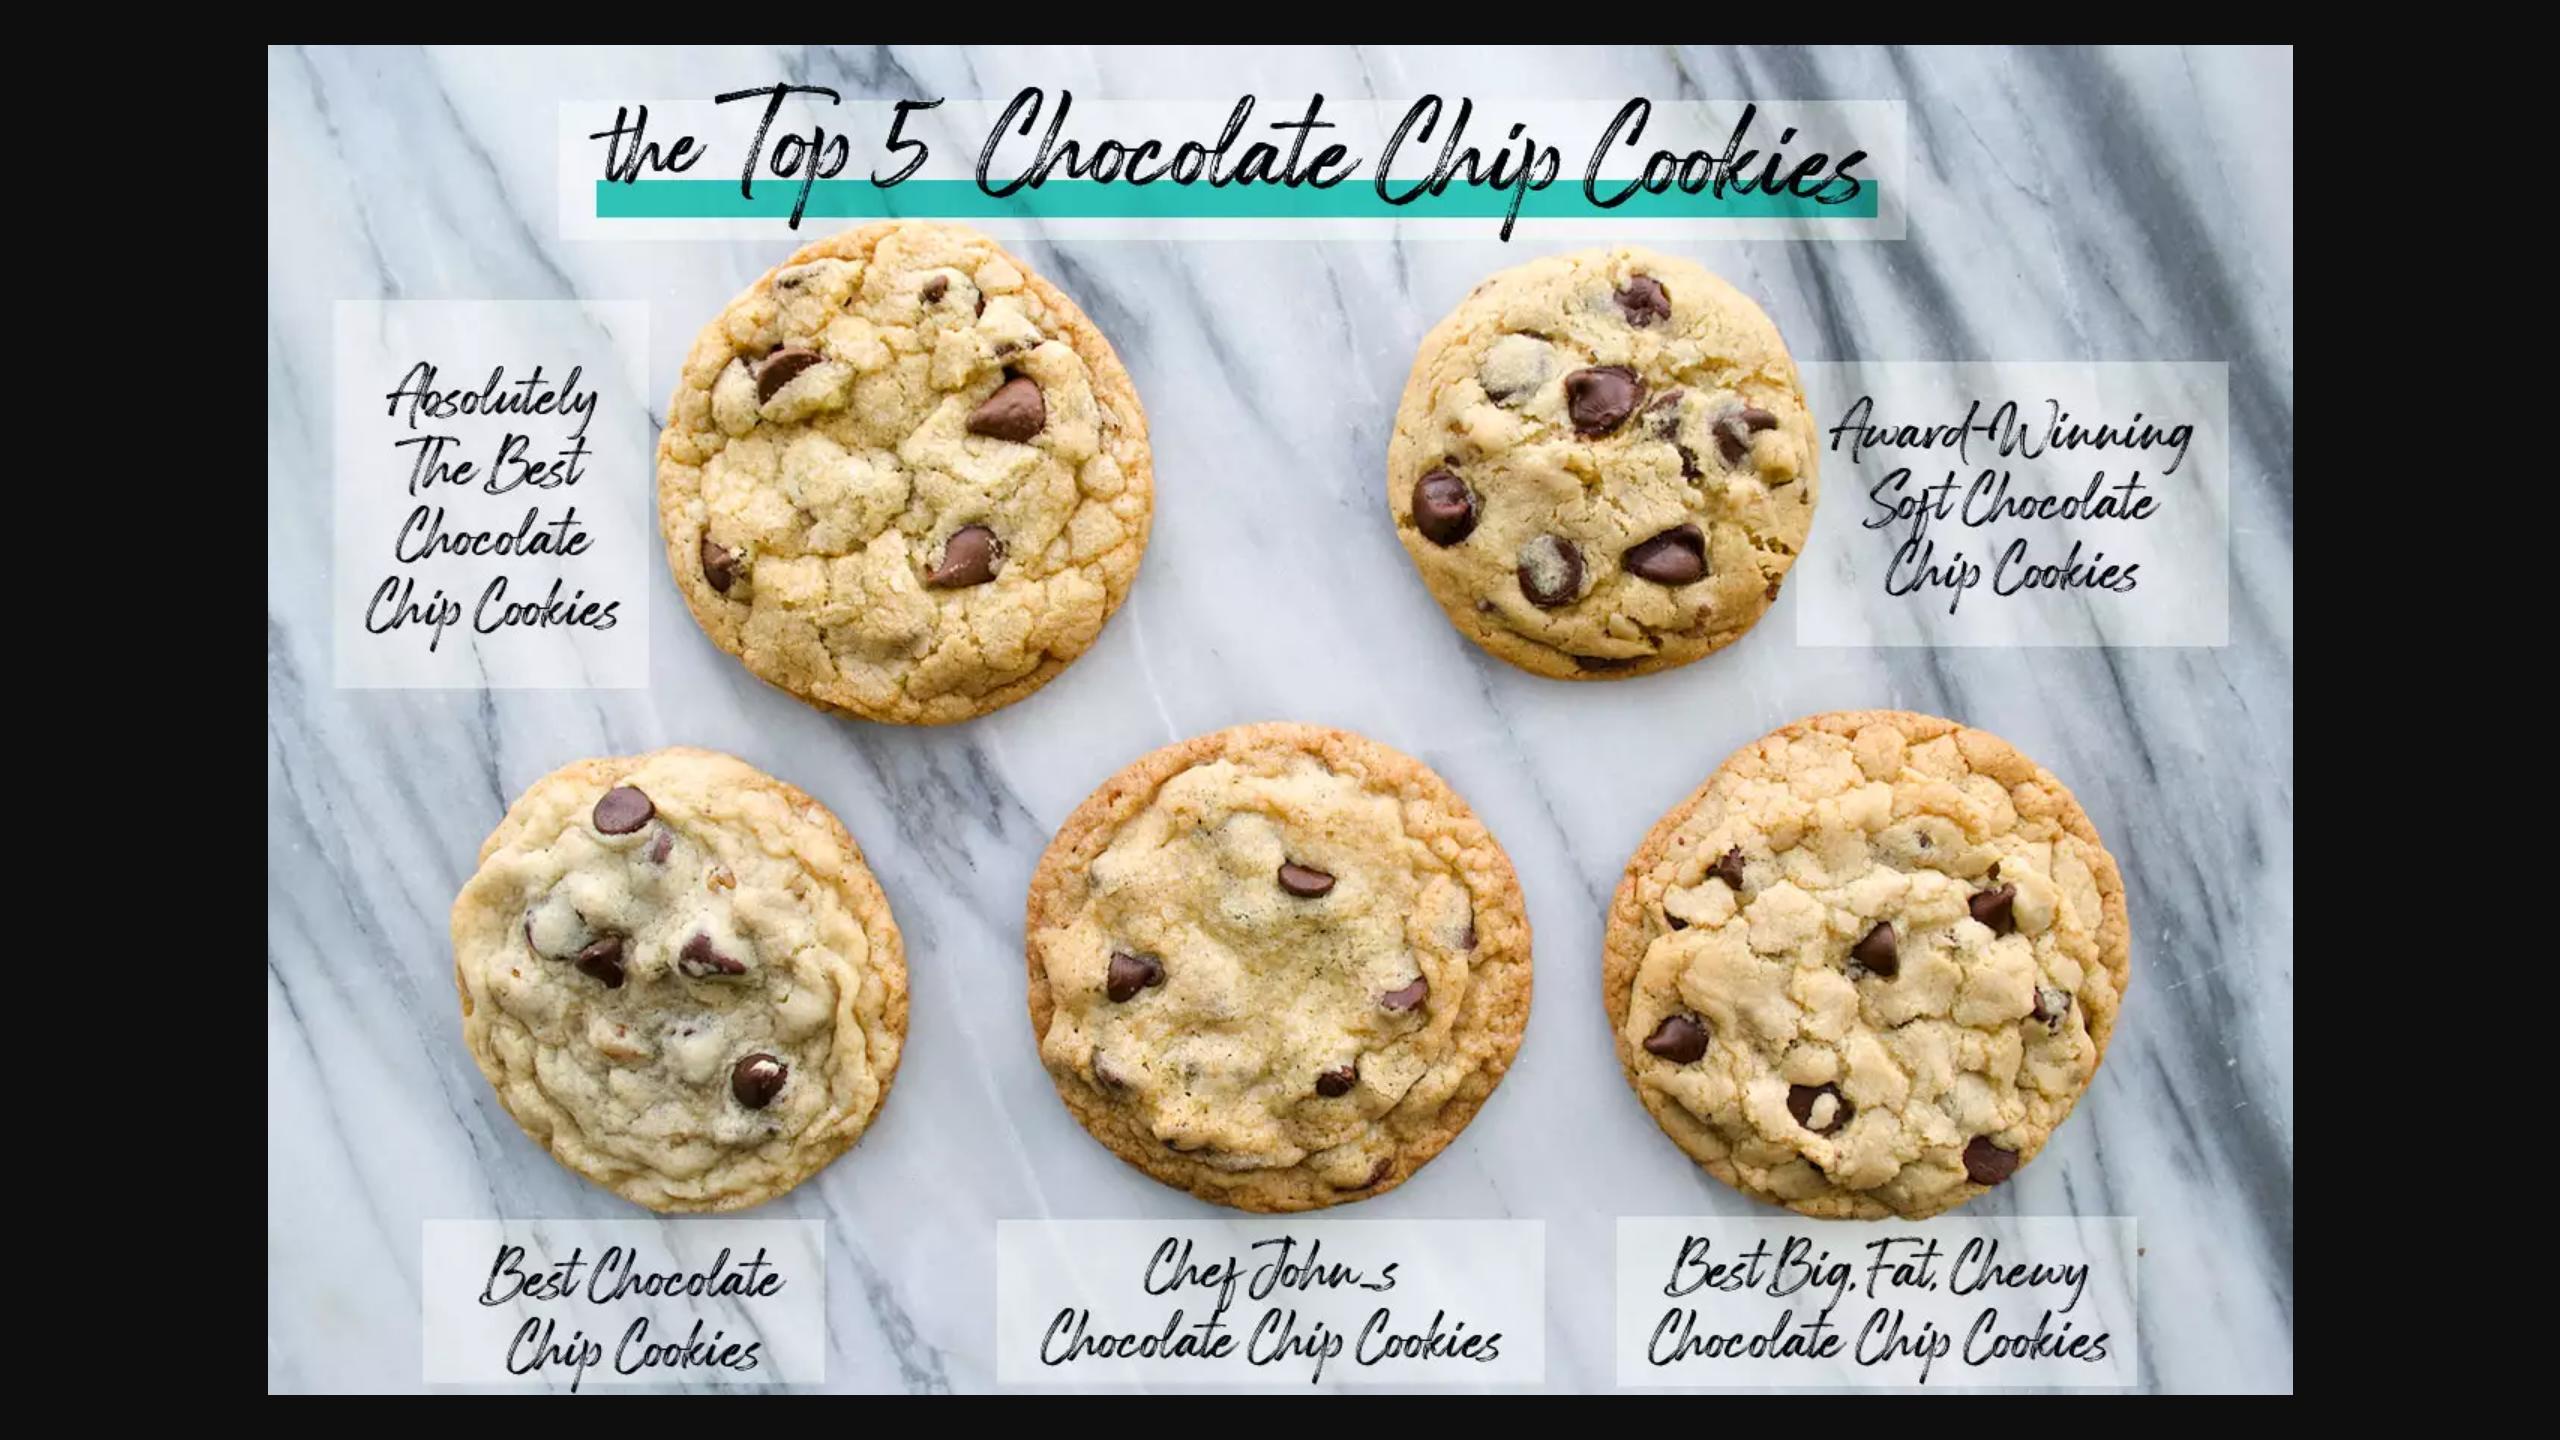 the Top 5 Chocolate Chip Cookies
Absolutely
The Best
Chocolate
Chip Cookies
Award-Winning
Soft Chocolate
Chip Cookies
Best Chocolate
Chip Cookies
Chef John_s
Chocolate Chip Cookies
Best Big, Fat, Chewy
Chocolate Chip Cookies